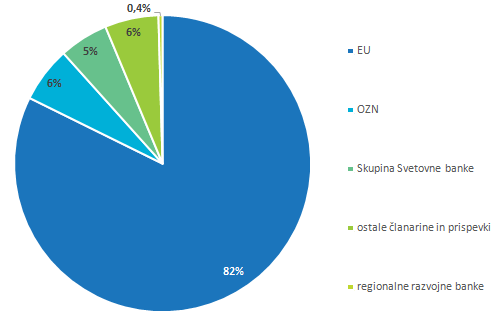 0,4%
6%
5%
6%
82%
EU
OZN
Skupina Svetovne banke
ostale članarine in prispevki
regionalne razvojne banke